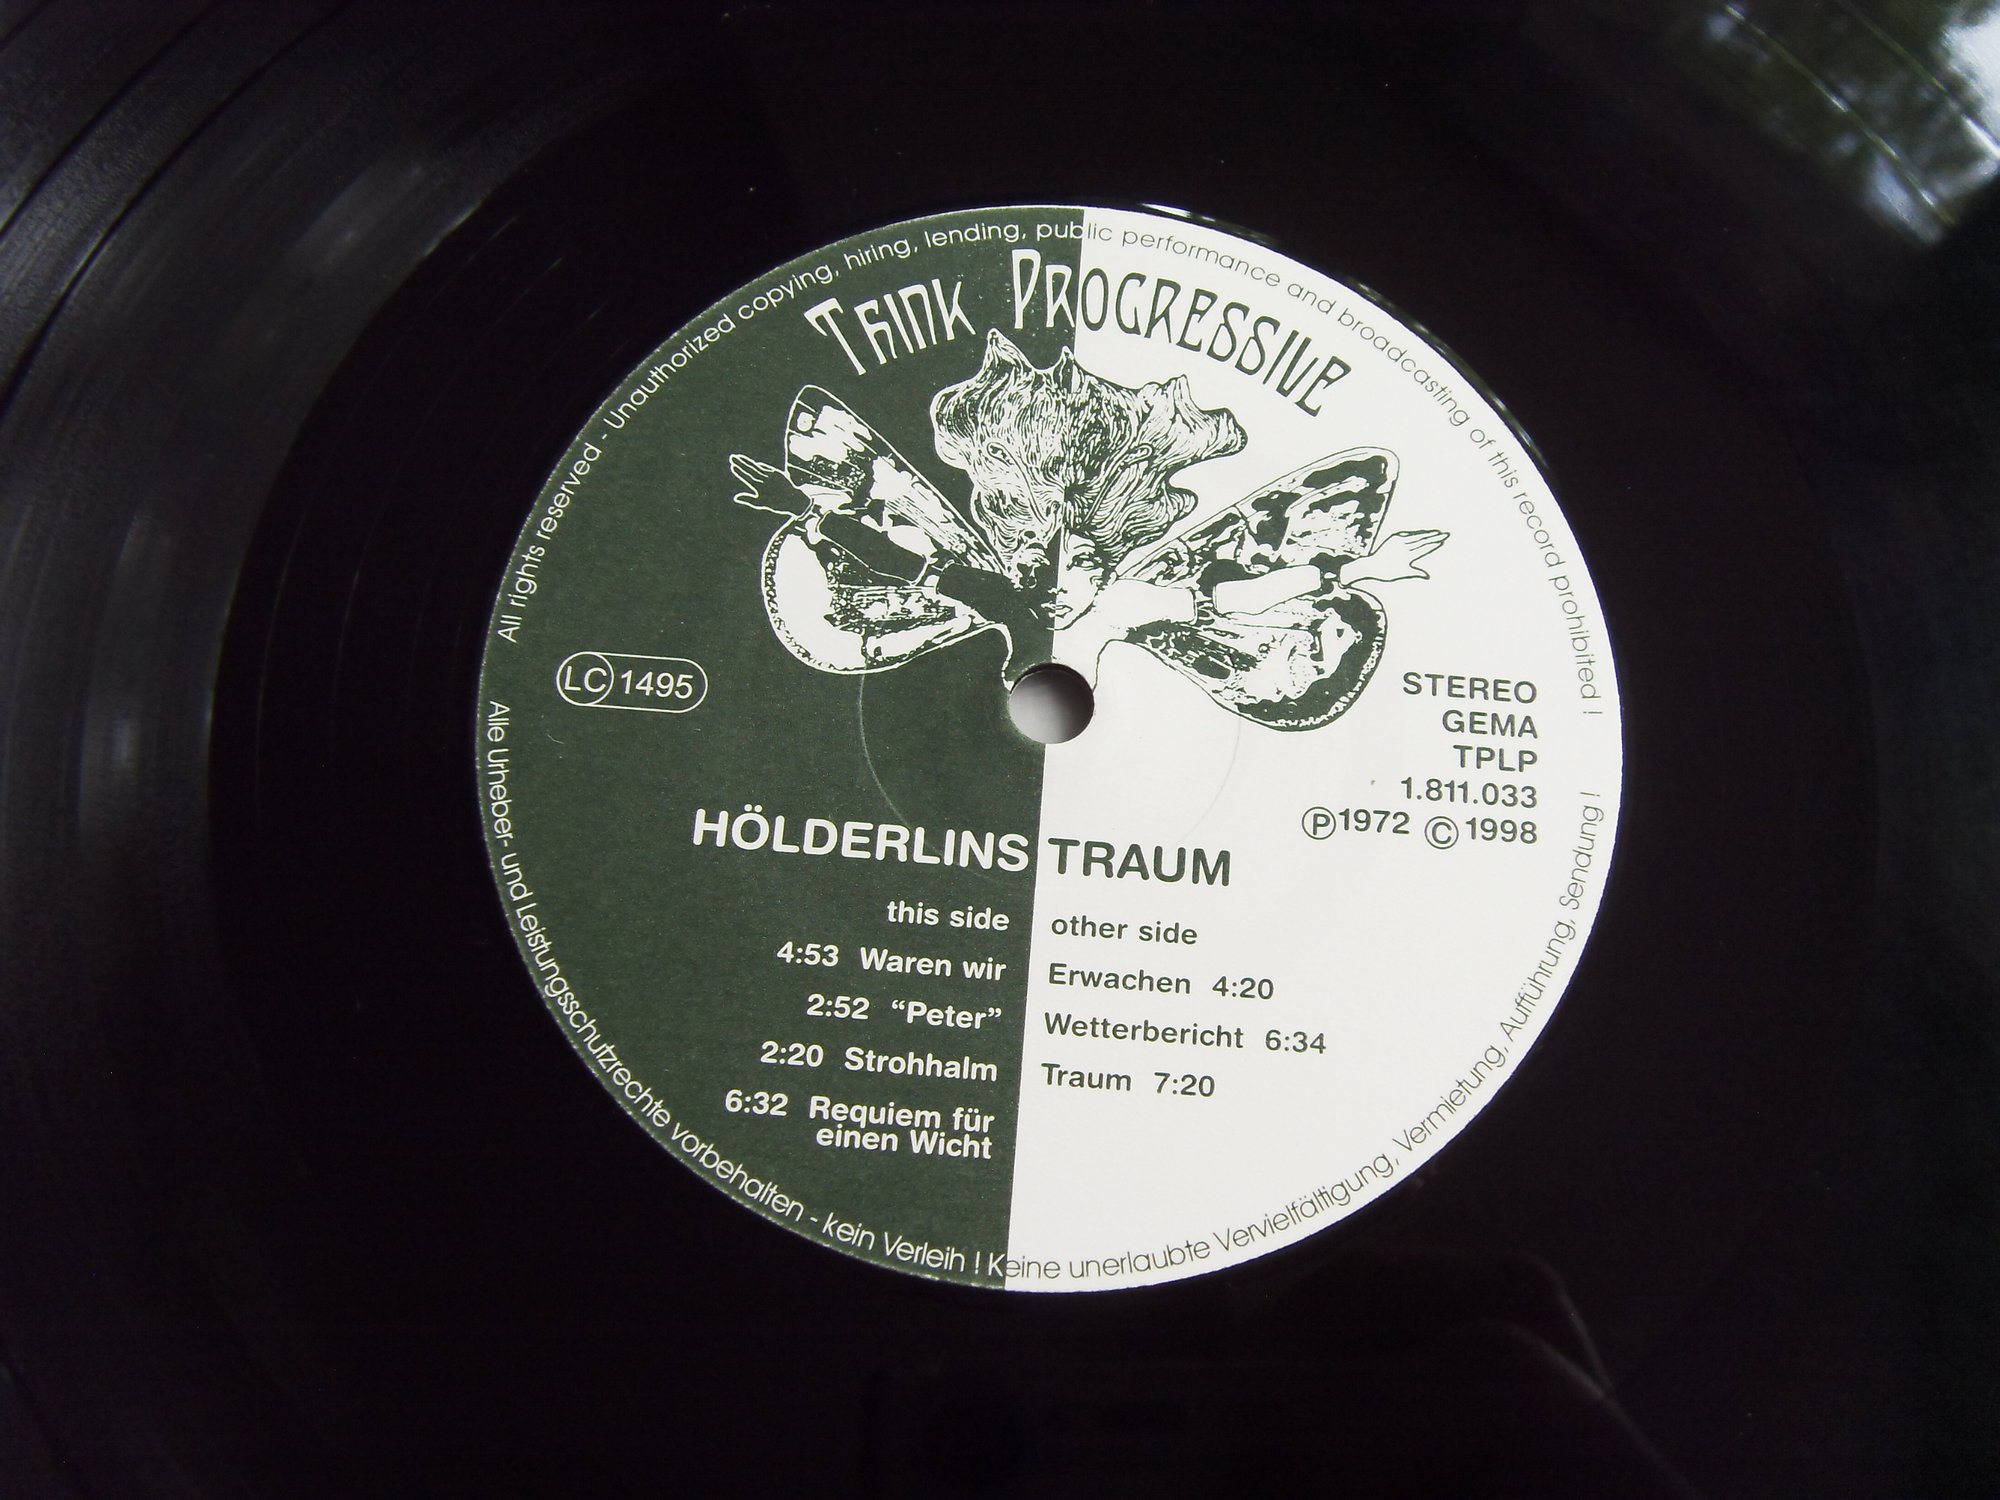 All rights reserved - Unauthorized copying, hiring, lending, public performance and broadcasting of this record prohibited !
THINK PROGRESSIVE
LC 1495
STEREO
GEMA
TPLP
1.811.033
Ⓟ1972 ©1998
HÖLDERLINS TRAUM
this side
4:53 Waren wir
2:52 “Peter”
2:20 Strohhalm
6:32 Requiem für
einen Wicht
other side
Erwachen 4:20
Wetterbericht 6:34
Traum 7:20
Alle Urheber- und Leistungsschutzrechte vorbehalten - kein Verleih ! Keine unerlaubte Vervielfältigung, Vermietung, Aufführung, Sendung !